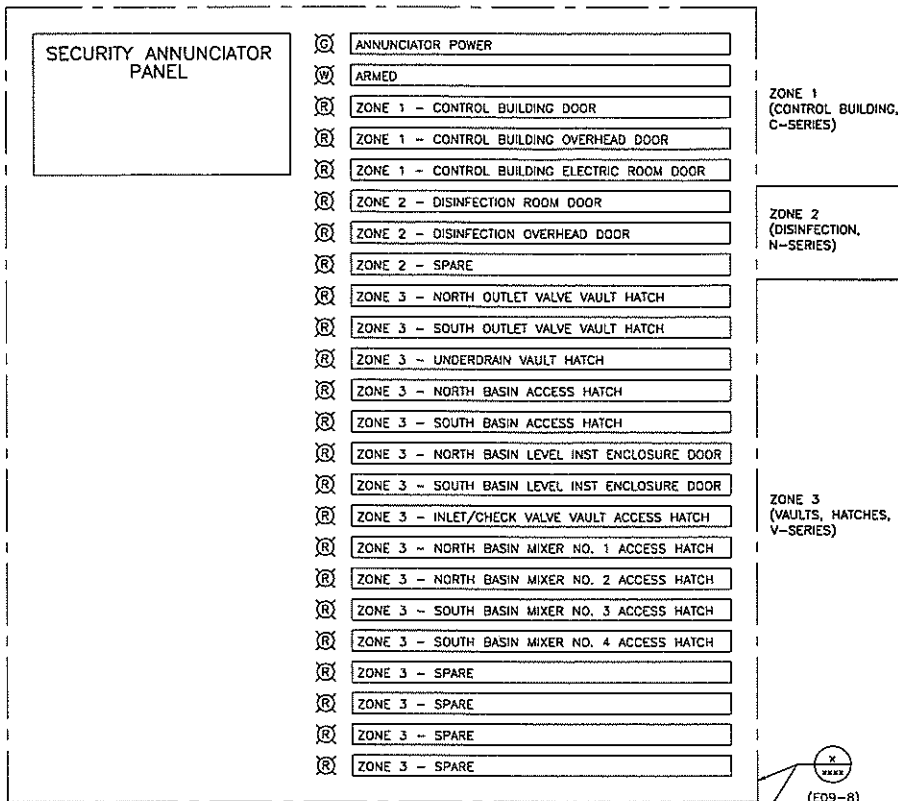 SECURITY ANNUNCIATOR
PANEL
G ANNUNCIATOR POWER
W ARMED
R ZONE 1 - CONTROL BUILDING DOOR
R ZONE 1 - CONTROL BUILDING OVERHEAD DOOR
R ZONE 1 - CONTROL BUILDING ELECTRIC ROOM DOOR
R ZONE 2 - DISINFECTION ROOM DOOR
R ZONE 2 - DISINFECTION OVERHEAD DOOR
R ZONE 2 - SPARE
R ZONE 3 - NORTH OUTLET VALVE VAULT HATCH
R ZONE 3 - SOUTH OUTLET VALVE VAULT HATCH
R ZONE 3 - UNDERDRAIN VAULT HATCH
R ZONE 3 - NORTH BASIN ACCESS HATCH
R ZONE 3 - SOUTH BASIN ACCESS HATCH
R ZONE 3 - NORTH BASIN LEVEL INST ENCLOSURE DOOR
R ZONE 3 - SOUTH BASIN LEVEL INST ENCLOSURE DOOR
R ZONE 3 - INLET/CHECK VALVE VAULT ACCESS HATCH
R ZONE 3 - NORTH BASIN MIXER NO. 1 ACCESS HATCH
R ZONE 3 - NORTH BASIN MIXER NO. 2 ACCESS HATCH
R ZONE 3 - SOUTH BASIN MIXER NO. 3 ACCESS HATCH
R ZONE 3 - SOUTH BASIN MIXER NO. 4 ACCESS HATCH
R ZONE 3 - SPARE
R ZONE 3 - SPARE
R ZONE 3 - SPARE
R ZONE 3 - SPARE
ZONE 1
(CONTROL BUILDING,
C-SERIES)
ZONE 2
(DISINFECTION,
N-SERIES)
ZONE 3
(VAULTS, HATCHES,
V-SERIES)
X
XXXX
(E09-8)